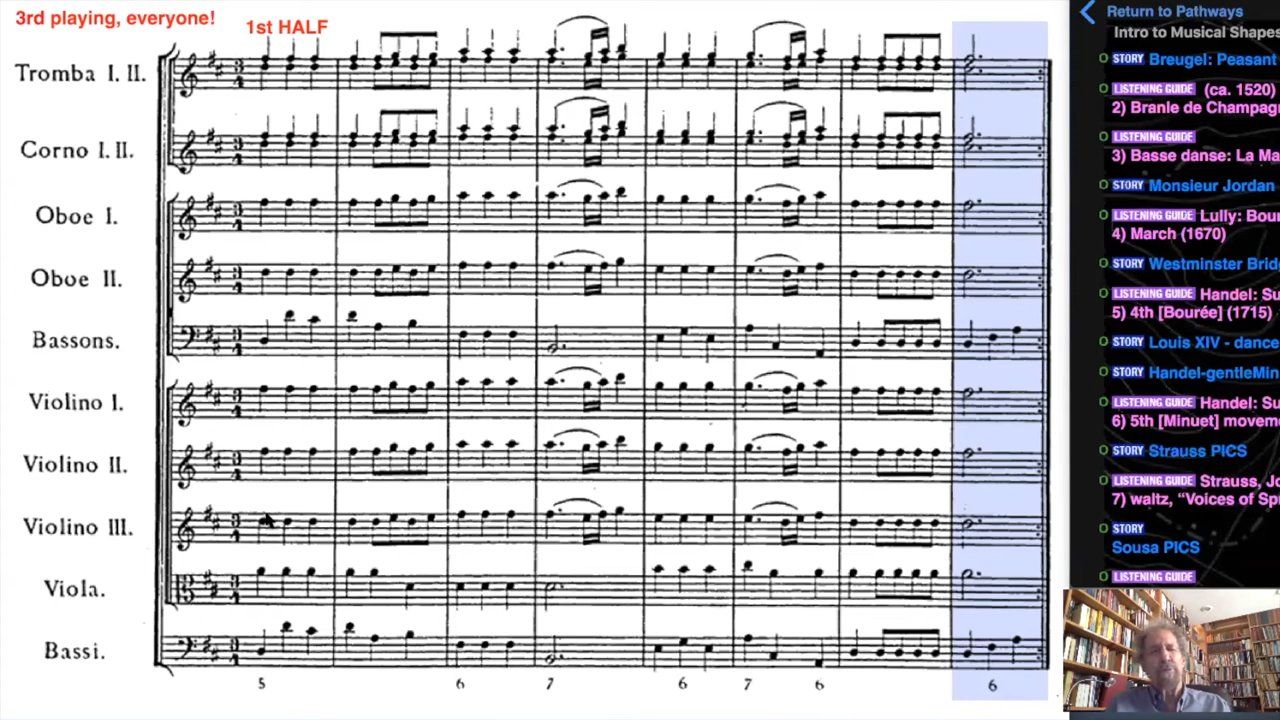 3rd playing, everyone!
1st HALF
Tromba I. II.
Corno I. II.
Oboe I.
Oboe II.
Bassons.
Violino I.
Violino II.
Violino III.
Viola.
Bassi.
5 6 7 6 7 6 6
Return to Pathways
Intro to Musical Shapes
STORY Breugel: Peasant
LISTENING GUIDE (ca. 1520)
2) Branle de Champag
LISTENING GUIDE
3) Basse danse: La Ma
STORY Monsieur Jordan
LISTENING GUIDE Lully: Bou
4) March (1670)
STORY Westminster Brid
LISTENING GUIDE Handel: Su
5) 4th [Bourée] (1715)
STORY Louis XIV - dance
STORY Handel-gentleMin
LISTENING GUIDE Handel: Su
6) 5th [Minuet] movem
STORY Strauss PICS
LISTENING GUIDE Strauss, Jo
7) waltz, “Voices of Sp
STORY
Sousa PICS
LISTENING GUIDE